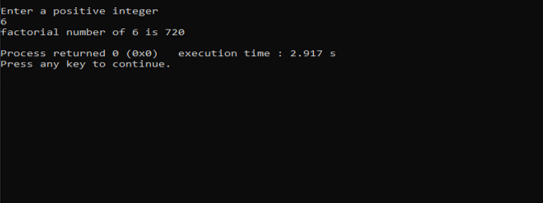 Enter a positive integer
6
factorial number of 6 is 720
Process returned 0 (0x0)   execution time : 2.917 s
Press any key to continue.